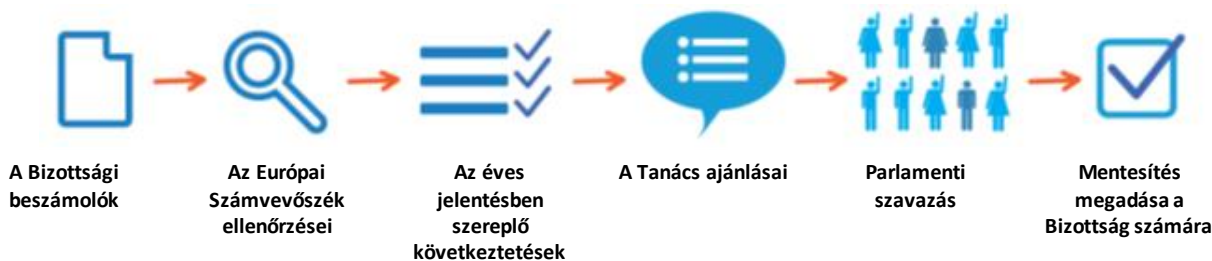 A Bizottsági
beszámolók
Az Európai
Számvevőszék
ellenőrzései
Az éves
jelentésben
szereplő
következtetések
A Tanács ajánlásai
Parlamenti
szavazás
Mentesítés
megadása a
Bizottság számára